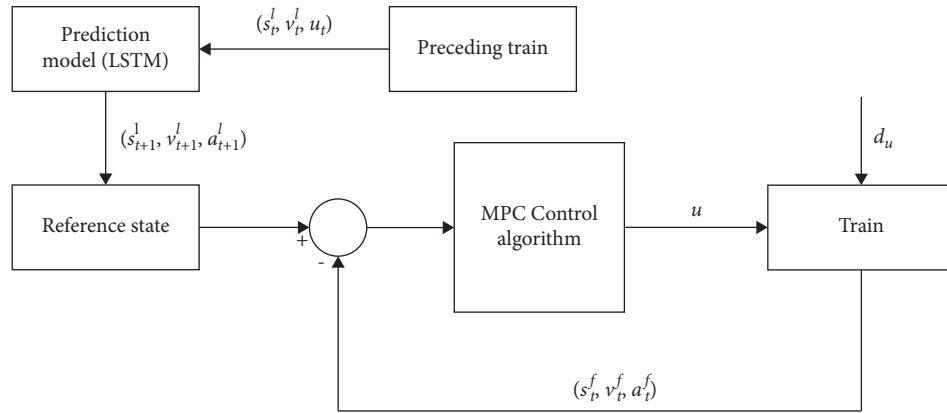 Prediction
model (LSTM)
(s_t^l, v_t^l, u_t)
Preceding train
(s_{t+1}^l, v_{t+1}^l, a_{t+1}^l)
d_u
Reference state
+
-
MPC Control
algorithm
u
Train
(s_t^f, v_t^f, a_t^f)